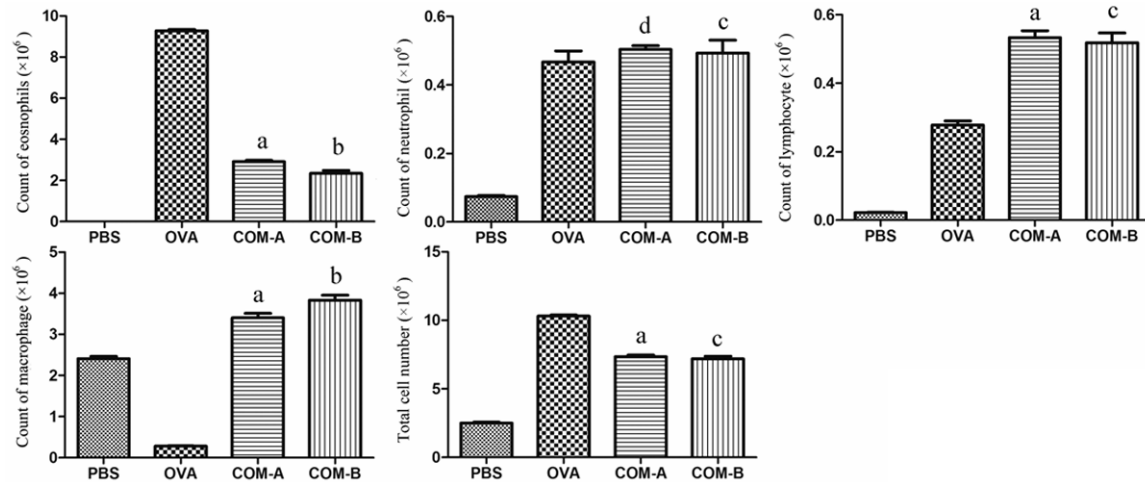 Count of eosnophils (×10⁶)
10
8
6
4
2
0
a
b
PBS OVA COM-A COM-B
Count of neutrophil (×10⁶)
0.6
0.4
0.2
0.0
d
c
PBS OVA COM-A COM-B
Count of lymphocyte (×10⁶)
0.6
0.4
0.2
0.0
a
c
PBS OVA COM-A COM-B
Count of macrophage (×10⁶)
5
4
3
2
1
0
a
b
PBS OVA COM-A COM-B
Total cell number (×10⁶)
15
10
5
0
a
c
PBS OVA COM-A COM-B